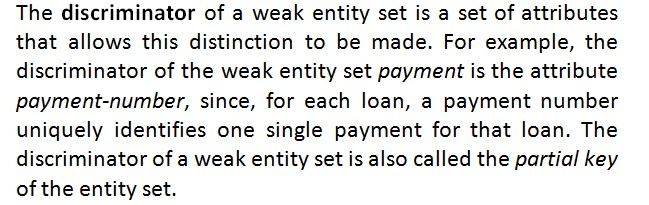 The discriminator of a weak entity set is a set of attributes
that allows this distinction to be made. For example, the
discriminator of the weak entity set payment is the attribute
payment-number, since, for each loan, a payment number
uniquely identifies one single payment for that loan. The
discriminator of a weak entity set is also called the partial key
of the entity set.